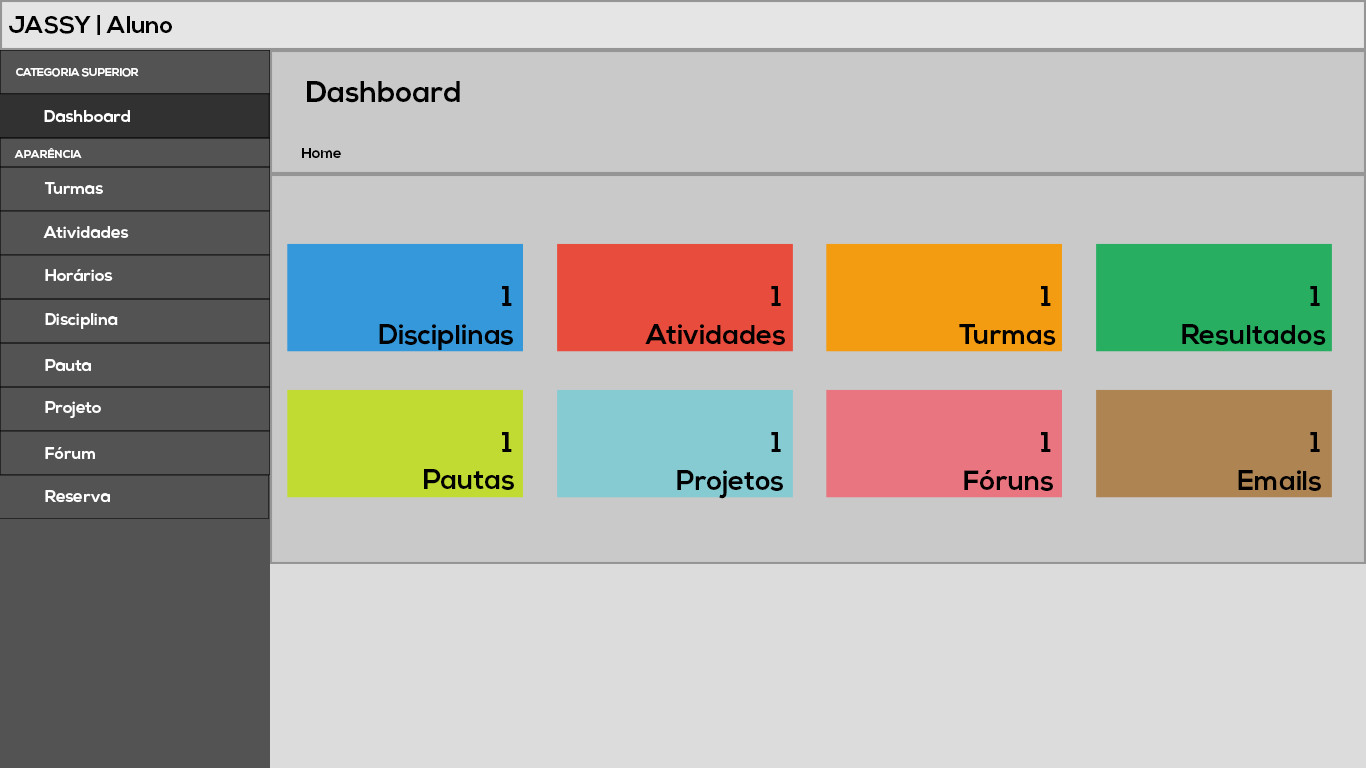 JASSY | Aluno
CATEGORIA SUPERIOR
Dashboard
APARÊNCIA
Turmas
Atividades
Horários
Disciplina
Pauta
Projeto
Fórum
Reserva
Dashboard
Home
1
Disciplinas
1
Atividades
1
Turmas
1
Resultados
1
Pautas
1
Projetos
1
Fóruns
1
Emails